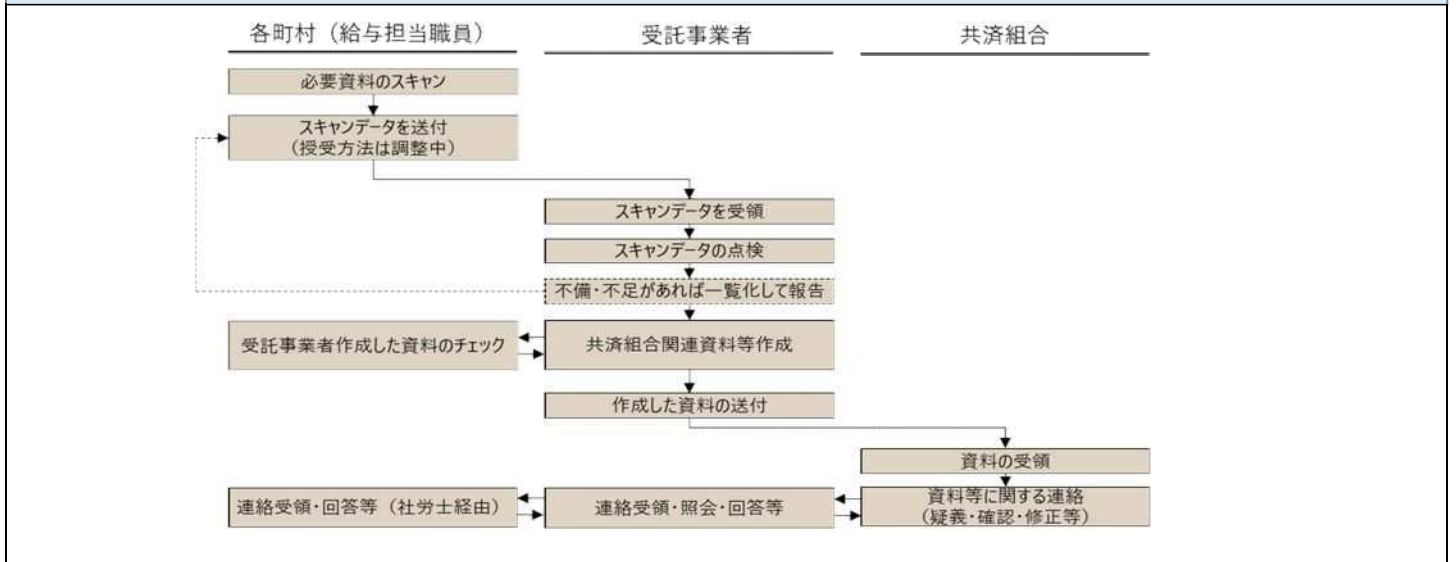 各町村（給与担当職員）
受託事業者
共済組合
必要資料のスキャン
スキャンデータを送付
（授受方法は調整中）
スキャンデータを受領
スキャンデータの点検
不備・不足があれば一覧化して報告
受託事業者作成した資料のチェック
共済組合関連資料等作成
作成した資料の送付
資料の受領
連絡受領・回答等（社労士経由）
連絡受領・照会・回答等
資料等に関する連絡
（疑義・確認・修正等）